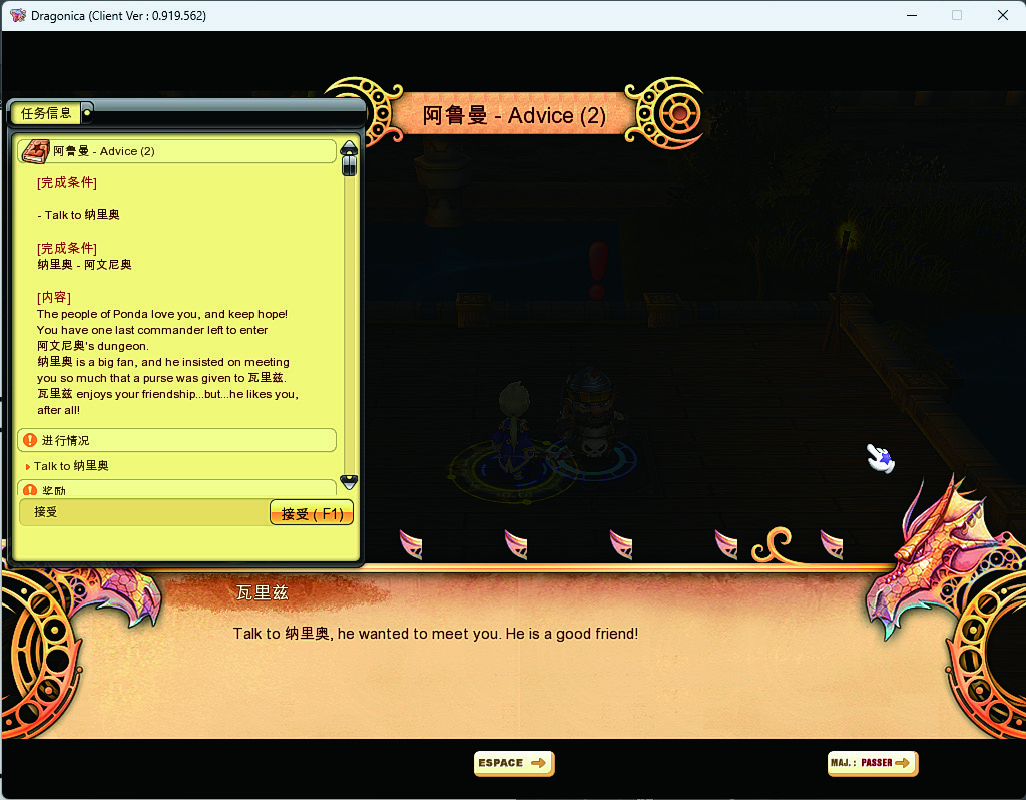 Dragonica (Client Ver : 0.919.562)
阿鲁曼 - Advice (2)
任务信息
阿鲁曼 - Advice (2)
[完成条件]
- Talk to 纳里奥
[完成条件]
纳里奥 - 阿文尼奥
[内容]
The people of Ponda love you, and keep hope!
You have one last commander left to enter
阿文尼奥's dungeon.
纳里奥 is a big fan, and he insisted on meeting
you so much that a purse was given to 瓦里兹.
瓦里兹 enjoys your friendship...but...he likes you,
after all!
进行情况
Talk to 纳里奥
奖励
接受
接受 ( F1)
瓦里兹
Talk to 纳里奥, he wanted to meet you. He is a good friend!
ESPACE
MAJ. : PASSER